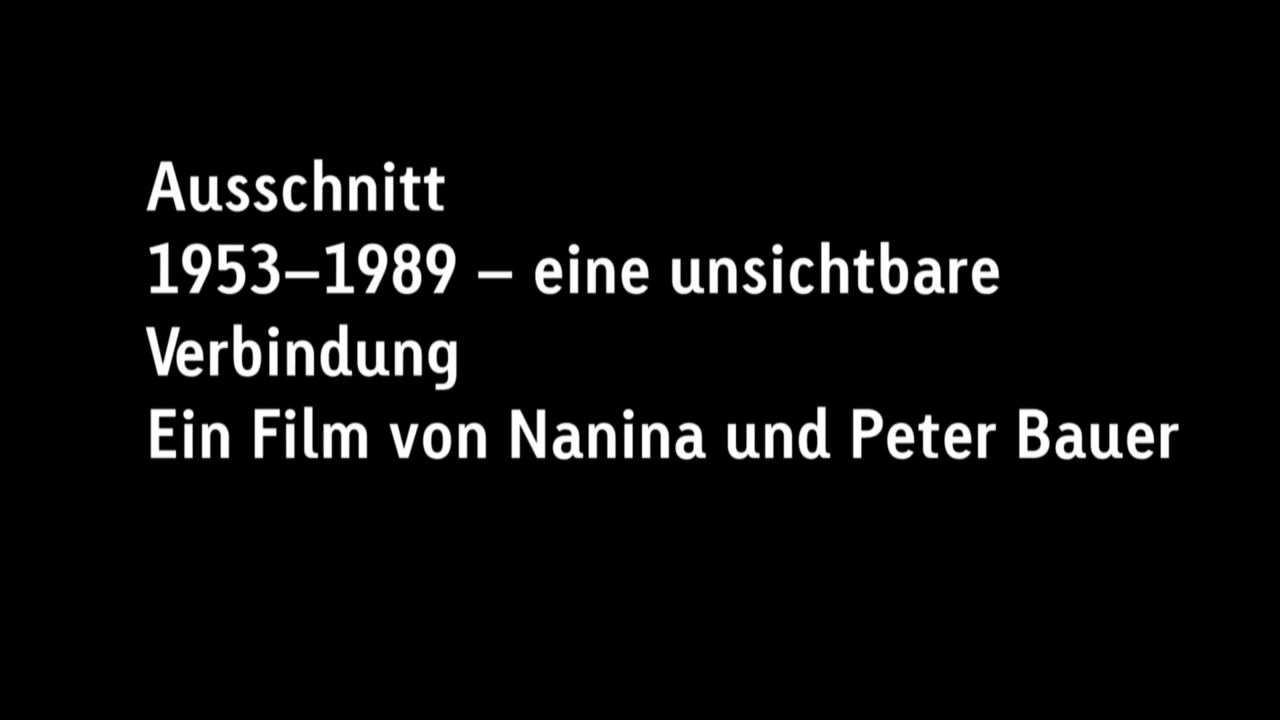 Ausschnitt
1953–1989 – eine unsichtbare
Verbindung
Ein Film von Nanina und Peter Bauer